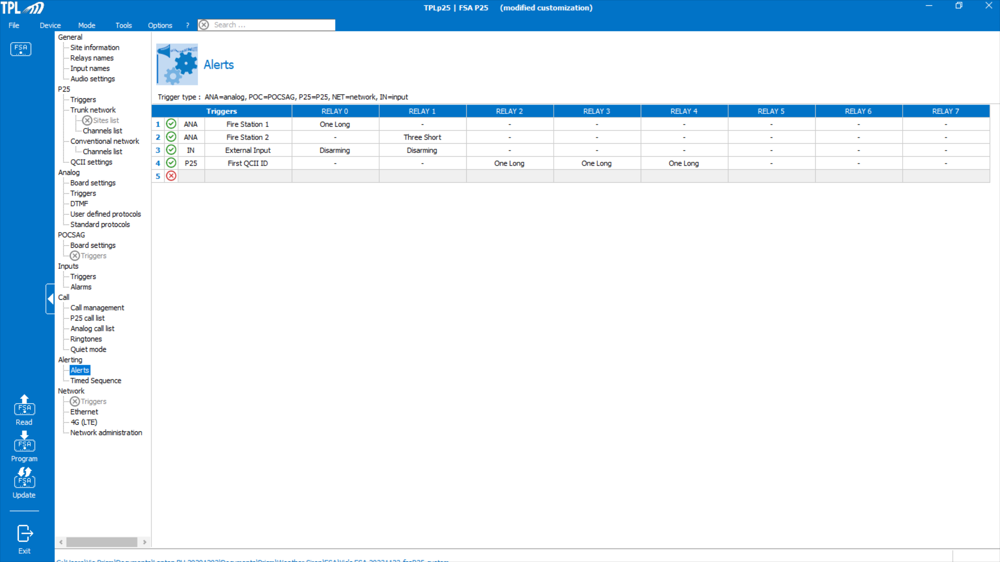 TPL
TPLp25 | FSA P25 (modified customization)
File Device Mode Tools Options ? Search ...
FSA
General
Site information
Relays names
Input names
Audio settings
P25
Triggers
Trunk network
Sites list
Channels list
Conventional network
Channels list
QCII settings
Analog
Board settings
Triggers
DTMF
User defined protocols
Standard protocols
POCSAG
Board settings
Triggers
Inputs
Triggers
Alarms
Call
Call management
P25 call list
Analog call list
Ringtones
Quiet mode
Alerting
Alerts
Timed Sequence
Network
Triggers
Ethernet
4G (LTE)
Network administration
FSA
Read
FSA
Program
FSA
Update
Exit
Alerts
Trigger type : ANA=analog, POC=POCSAG, P25=P25, NET=network, IN=input
Triggers RELAY 0 RELAY 1 RELAY 2 RELAY 3 RELAY 4 RELAY 5 RELAY 6 RELAY 7
1 ANA Fire Station 1 One Long - - - - - - -
2 ANA Fire Station 2 - Three Short - - - - - -
3 IN External Input Disarming Disarming - - - - - -
4 P25 First QCII ID - - One Long One Long One Long - - -
5